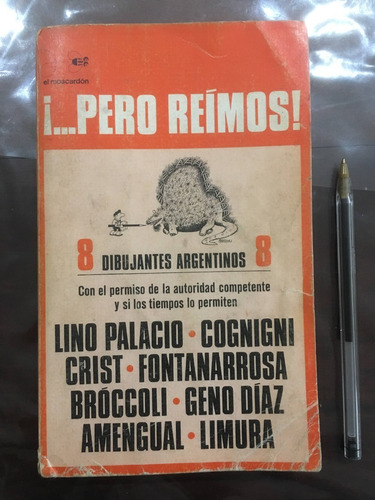 el moscardón
¡...PERO REÍMOS!
8 DIBUJANTES ARGENTINOS 8
Con el permiso de la autoridad competente
y si los tiempos lo permiten
LINO PALACIO • COGNIGNI
CRIST • FONTANARROSA
BRÓCCOLI • GENO DÍAZ
AMENGUAL • LIMURA